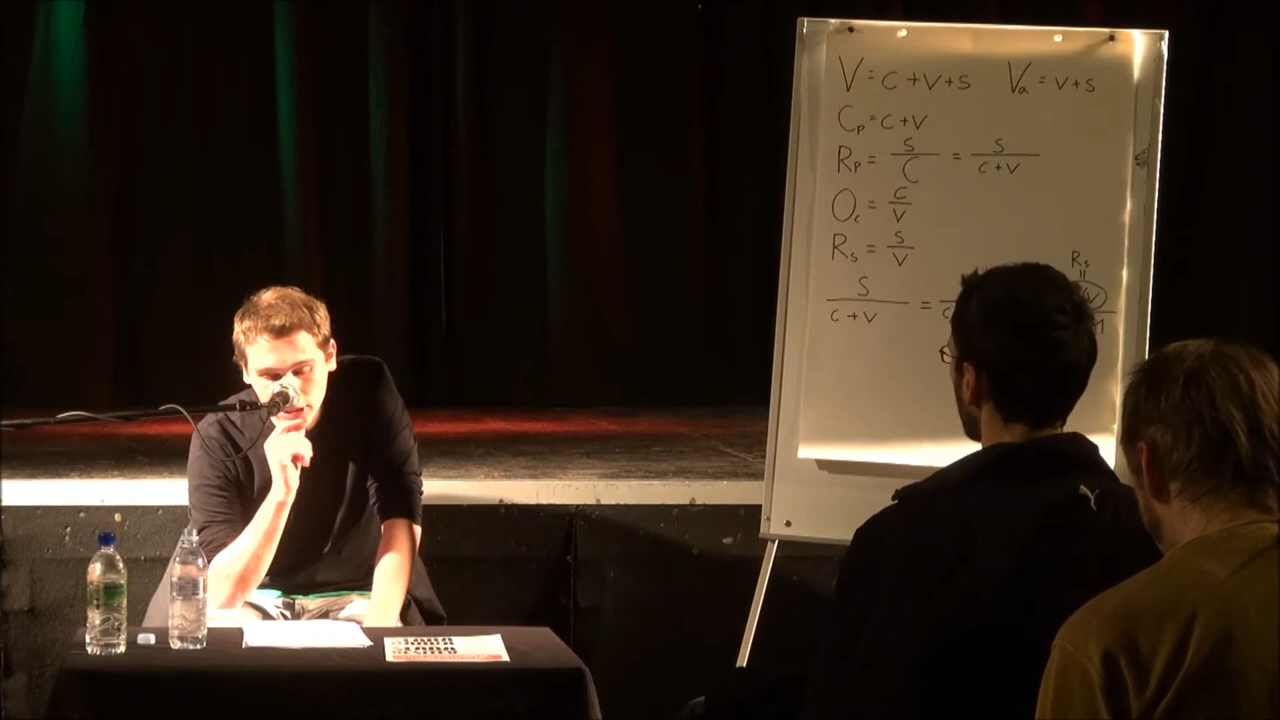 V = C + V + S   Va = V + S
Cp = C + V
Rp = S/C = S/(C + V)
Oc = C/V
Rs = S/V
Rs
=
S/(C + V) =